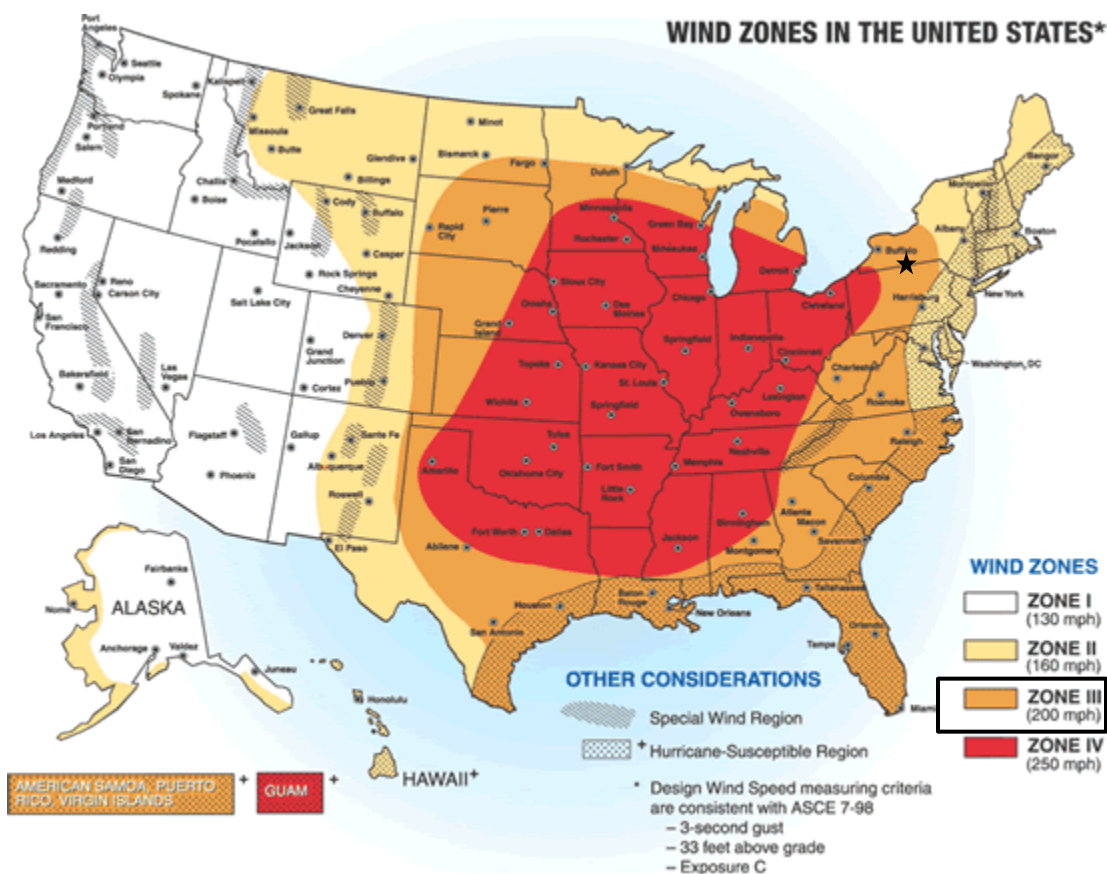 WIND ZONES IN THE UNITED STATES*
Port
Angeles
Seattle
Olympia
Spokane
Kalispell
Great Falls
Minot
Portland
Salem
Missoula
Butte
Glendive
Bismarck
Fargo
Duluth
Bangor
Montpelier
Medford
Challis
Boise
Billings
Cody
Buffalo
Rapid
City
Pierre
Minneapolis
Green Bay
Rochester
Milwaukee
Detroit
Buffalo
Albany
Boston
Redding
Pocatello
Jackson
Casper
Rock Springs
Cheyenne
Sioux City
Chicago
Cleveland
Harrisburg
New York
Sacramento
Reno
Carson City
Salt Lake City
San
Francisco
Omaha
Des
Moines
Grand
Island
Denver
Grand
Junction
Springfield
Indianapolis
Cincinnati
Charleston
Washington, DC
Bakersfield
Las
Vegas
Cortez
Pueblo
Topeka
Kansas City
St. Louis
Lexington
Roanoke
Wichita
Springfield
Owensboro
Raleigh
Los Angeles
San
Bernadino
Flagstaff
Gallup
Sante Fe
Albuquerque
Tulsa
Nashville
San
Diego
Phoenix
Amarillo
Oklahoma City
Fort Smith
Memphis
Columbia
Roswell
Little
Rock
Atlanta
Macon
Birmingham
El Paso
Fort Worth
Dallas
Abilene
Jackson
Montgomery
Savannah
Tallahassee
Houston
Baton
Rouge
New Orleans
San Antonio
Orlando
Tampa
Miami
Fairbanks
Nome
ALASKA
Anchorage
Valdez
Juneau
Honolulu
HAWAII+
AMERICAN SAMOA, PUERTO
RICO, VIRGIN ISLANDS
+
GUAM
+
OTHER CONSIDERATIONS
Special Wind Region
+ Hurricane-Susceptible Region
* Design Wind Speed measuring criteria
are consistent with ASCE 7-98
– 3-second gust
– 33 feet above grade
– Exposure C
WIND ZONES
ZONE I
(130 mph)
ZONE II
(160 mph)
ZONE III
(200 mph)
ZONE IV
(250 mph)